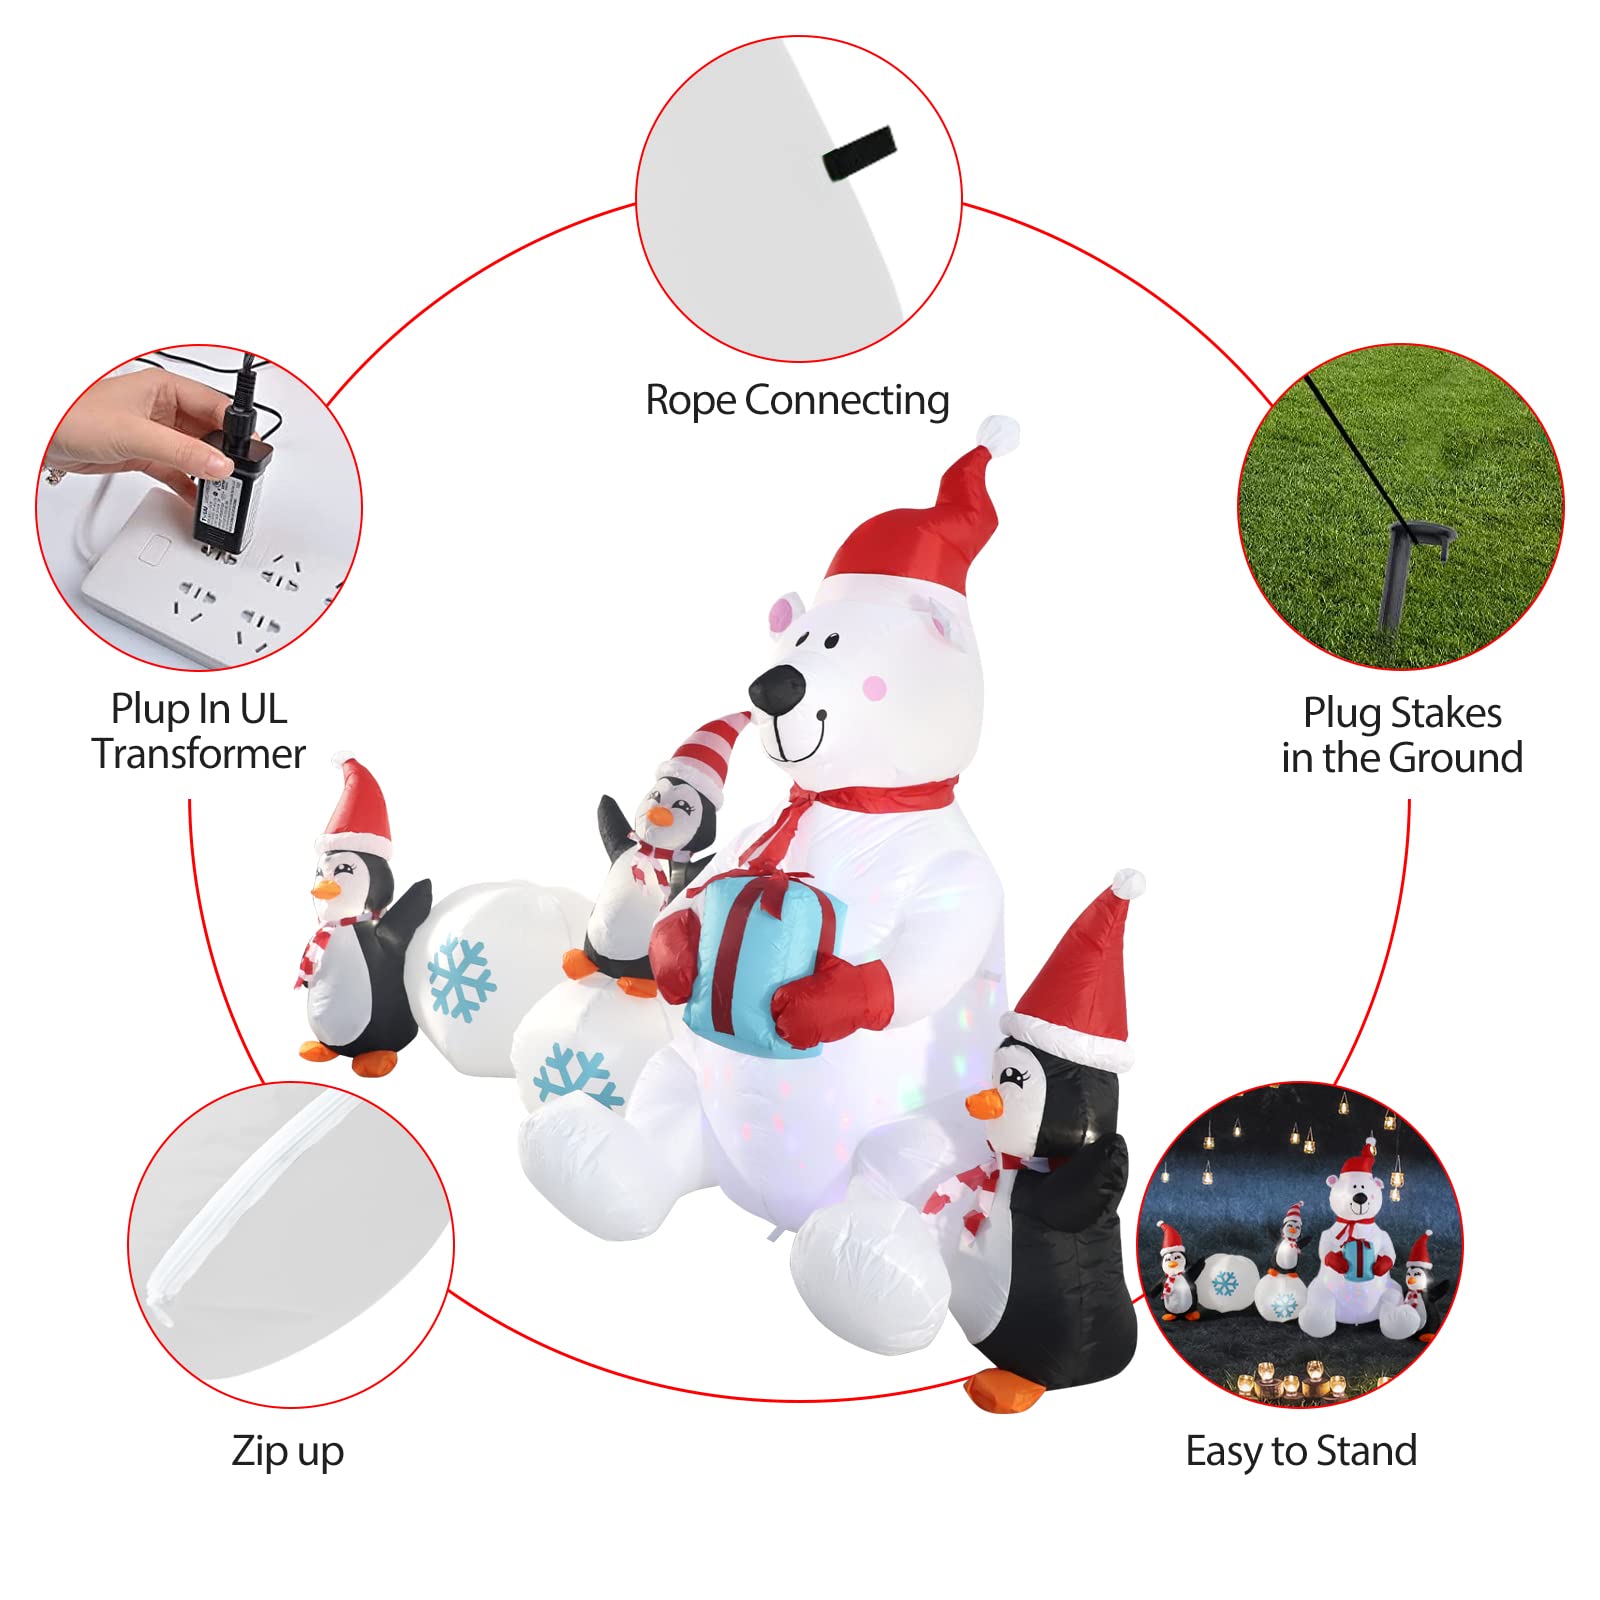 Rope Connecting
Plup In UL
Transformer
Plug Stakes
in the Ground
Zip up
Easy to Stand